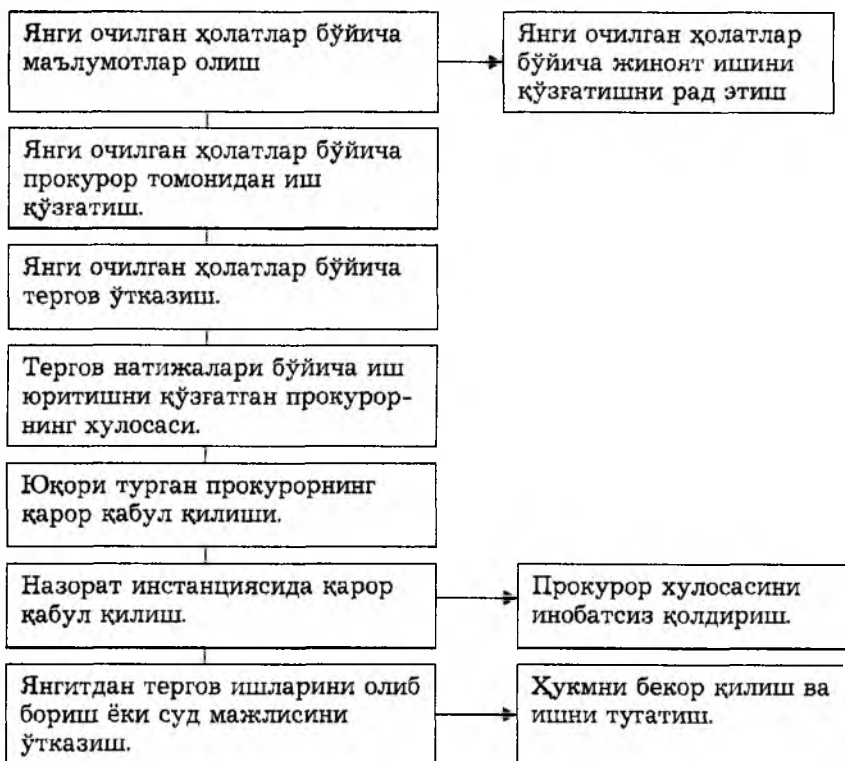 Янги очилган ҳолатлар бўйича
маълумотлар олиш
Янги очилган ҳолатлар
бўйича жиноят ишини
қўзғатишни рад этиш
Янги очилган ҳолатлар бўйича
прокурор томонидан иш
қўзғатиш.
Янги очилган ҳолатлар бўйича
тергов ўтказиш.
Тергов натижалари бўйича иш
юритишни қўзғатган прокурор-
нинг хулосаси.
Юқори турган прокурорнинг
қарор қабул қилиши.
Назорат инстанциясида қарор
қабул қилиш.
Прокурор хулосасини
инобатсиз қолдириш.
Янгитдан тергов ишларини олиб
бориш ёки суд мажлисини
ўтказиш.
Ҳукмни бекор қилиш ва
ишни тугатиш.